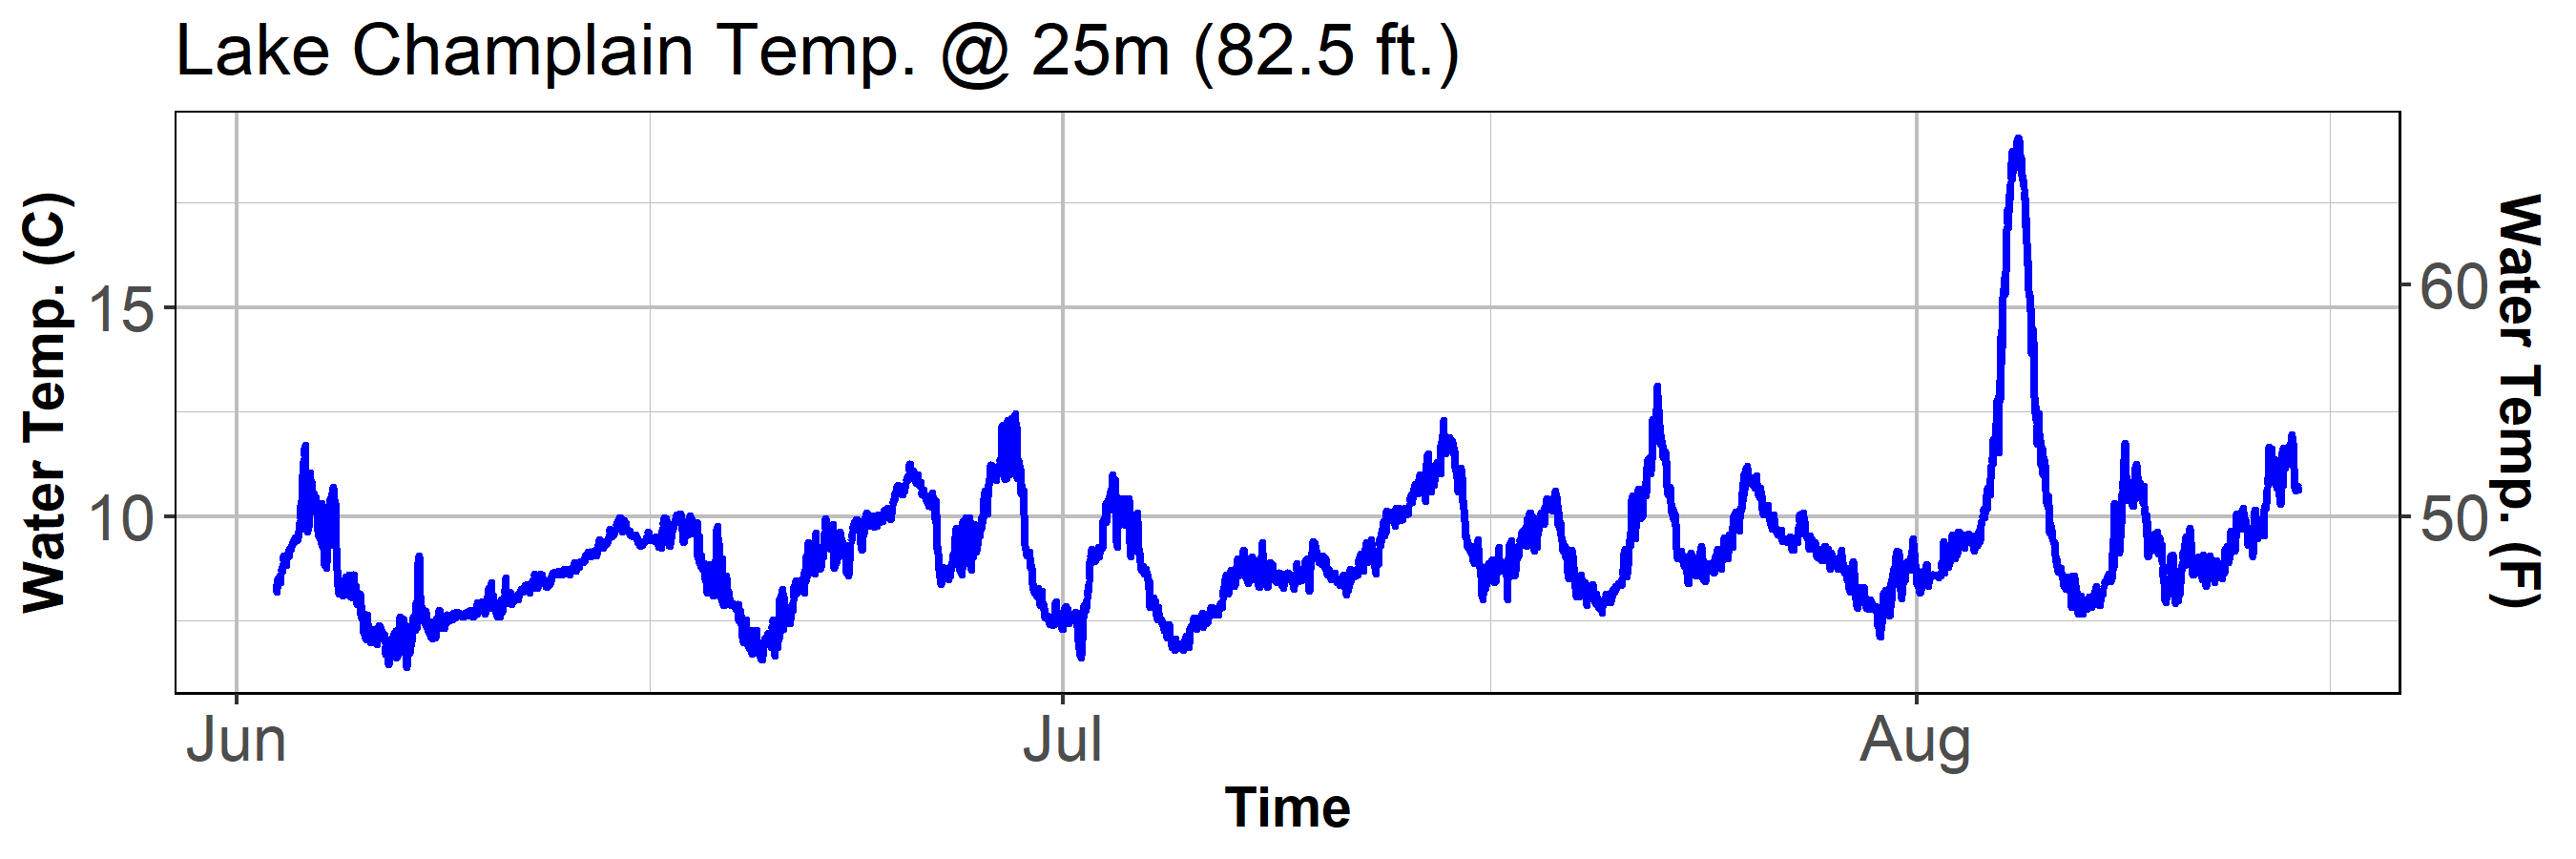 Lake Champlain Temp. @ 25m (82.5 ft.)
Water Temp. (C)
15
10
60
50
Water Temp. (F)
Jun
Jul
Aug
Time